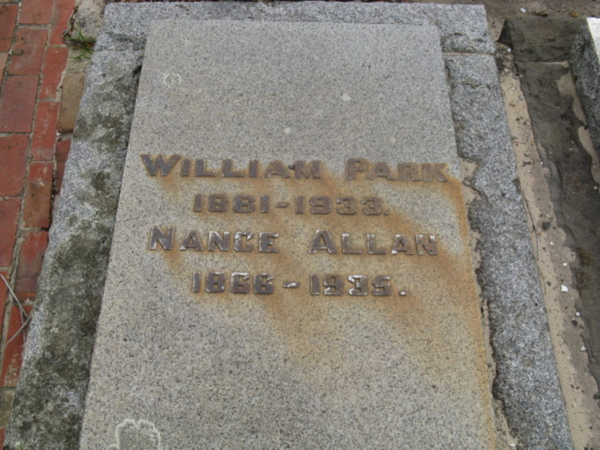 WILLIAM PARK
1881-1933.
NANCE ALLAN
1866-1935.